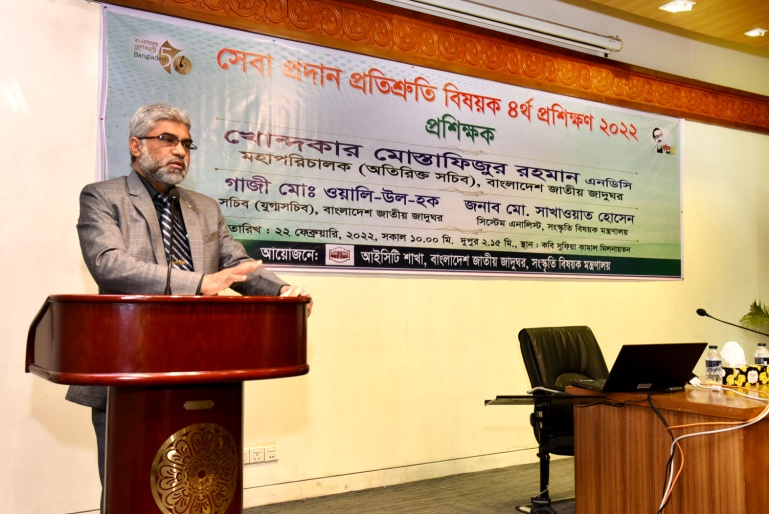 Bangladesh 50
সেবা প্রদান প্রতিশ্রুতি বিষয়ক ৪র্থ প্রশিক্ষণ ২০২২
প্রশিক্ষক
খোন্দকার মোস্তাফিজুর রহমান এনডিসি
মহাপরিচালক (অতিরিক্ত সচিব), বাংলাদেশ জাতীয় জাদুঘর
গাজী মোঃ ওয়ালি-উল-হক
সচিব (যুগ্মসচিব), বাংলাদেশ জাতীয় জাদুঘর
জনাব মো. সাখাওয়াত হোসেন
সিস্টেম এনালিস্ট, সংস্কৃতি বিষয়ক মন্ত্রণালয়
তারিখ : ২২ ফেব্রুয়ারি, ২০২২, সকাল ১০.০০ মি. দুপুর ২.১৫ মি., স্থান : কবি সুফিয়া কামাল মিলনায়তন
আয়োজনে: আইসিটি শাখা, বাংলাদেশ জাতীয় জাদুঘর, সংস্কৃতি বিষয়ক মন্ত্রণালয়